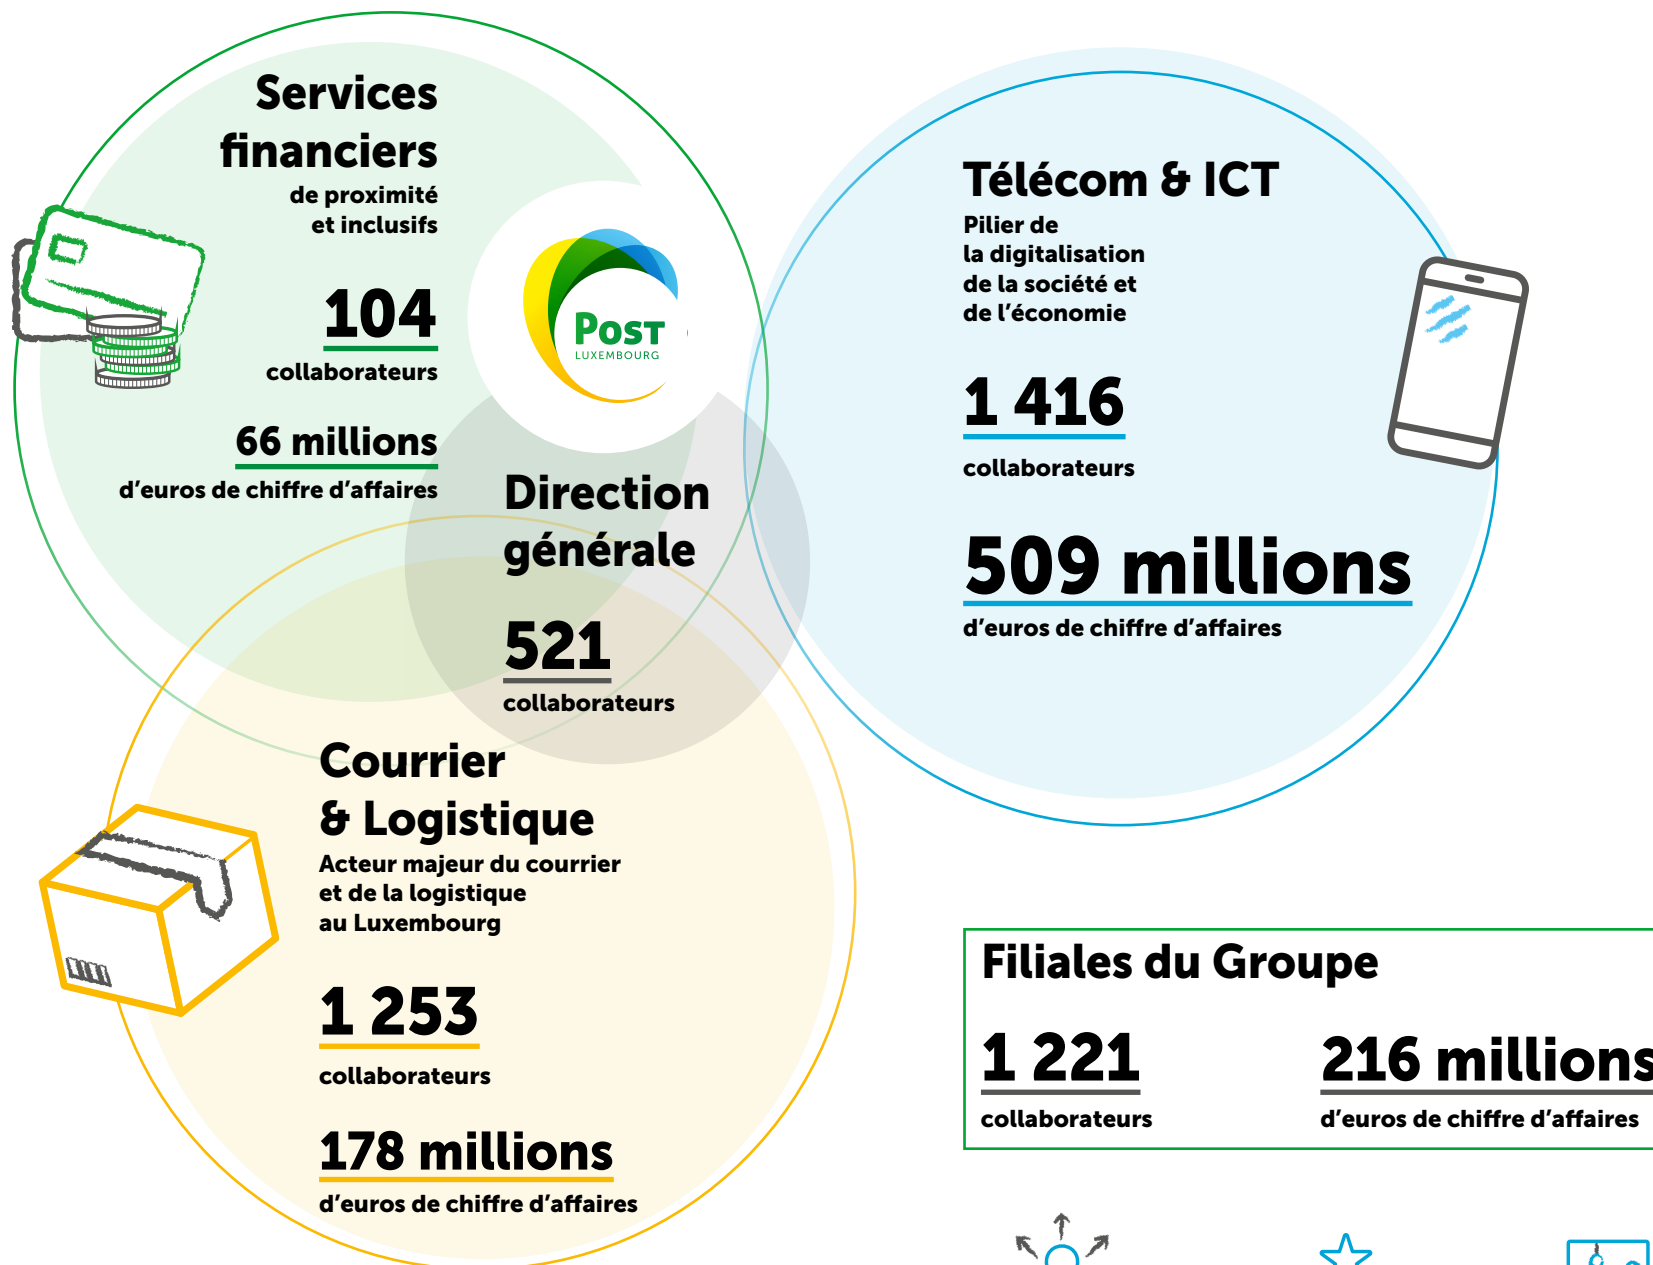 Services
financiers
de proximité
et inclusifs
104
collaborateurs
66 millions
d'euros de chiffre d'affaires
POST
LUXEMBOURG
Direction
générale
521
collaborateurs
Télécom & ICT
Pilier de
la digitalisation
de la société et
de l'économie
1 416
collaborateurs
509 millions
d'euros de chiffre d'affaires
Courrier
& Logistique
Acteur majeur du courrier
et de la logistique
au Luxembourg
1 253
collaborateurs
178 millions
d'euros de chiffre d'affaires
Filiales du Groupe
1 221
collaborateurs
216 millions
d'euros de chiffre d'affaires